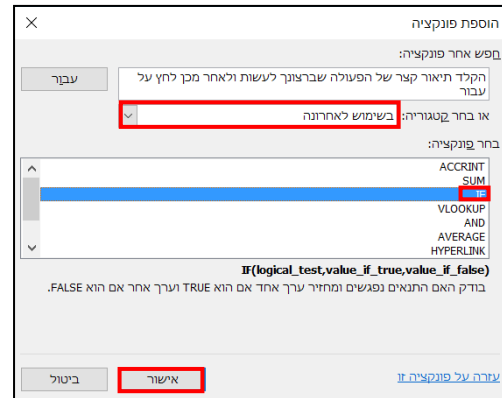 הוספת פונקציה
חפש אחר פונקציה:
הקלד תיאור קצר של הפעולה שברצונך לעשות ולאחר מכן לחץ על
עבור
עבור
או בחר קטגוריה: בשימוש לאחרונה
בחר פונקציה:
ACCRINT
SUM
IF
VLOOKUP
AND
AVERAGE
HYPERLINK
IF(logical_test,value_if_true,value_if_false)
בודק האם התנאים נפגשים ומחזיר ערך אחד אם הוא TRUE וערך אחר אם הוא FALSE.
עזרה על פונקציה זו
אישור
ביטול